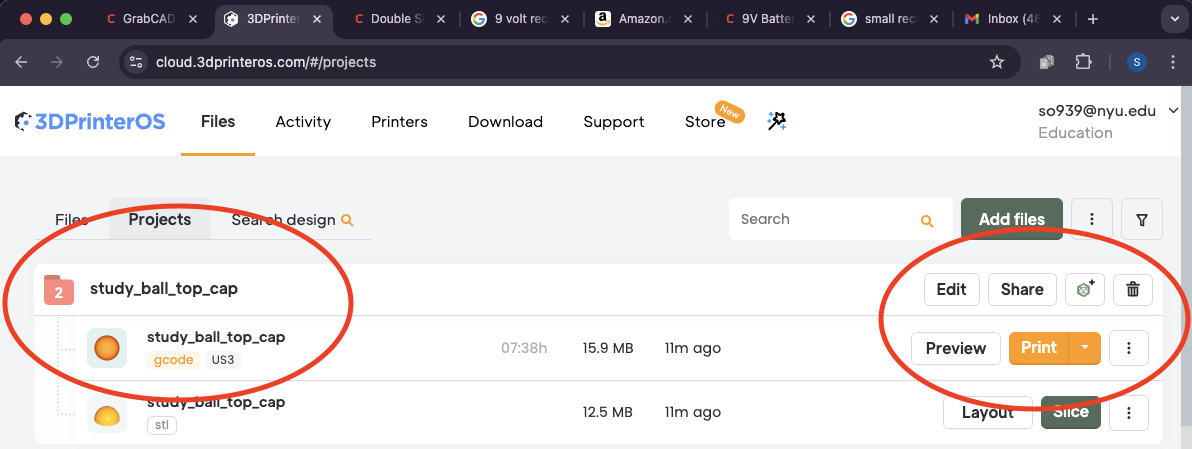 GrabCAD
3DPrinter
Double S
9 volt rec
Amazon.
9V Batter
small rec
Inbox (46
cloud.3dprinteros.com/#/projects
S
3DPrinterOS
Files
Activity
Printers
Download
Support
Store
New
so939@nyu.edu
Education
Files
Projects
Search design
Search
Add files
2
study_ball_top_cap
Edit
Share
study_ball_top_cap
gcode
US3
07:38h
15.9 MB
11m ago
Preview
Print
study_ball_top_cap
stl
12.5 MB
11m ago
Layout
Slice